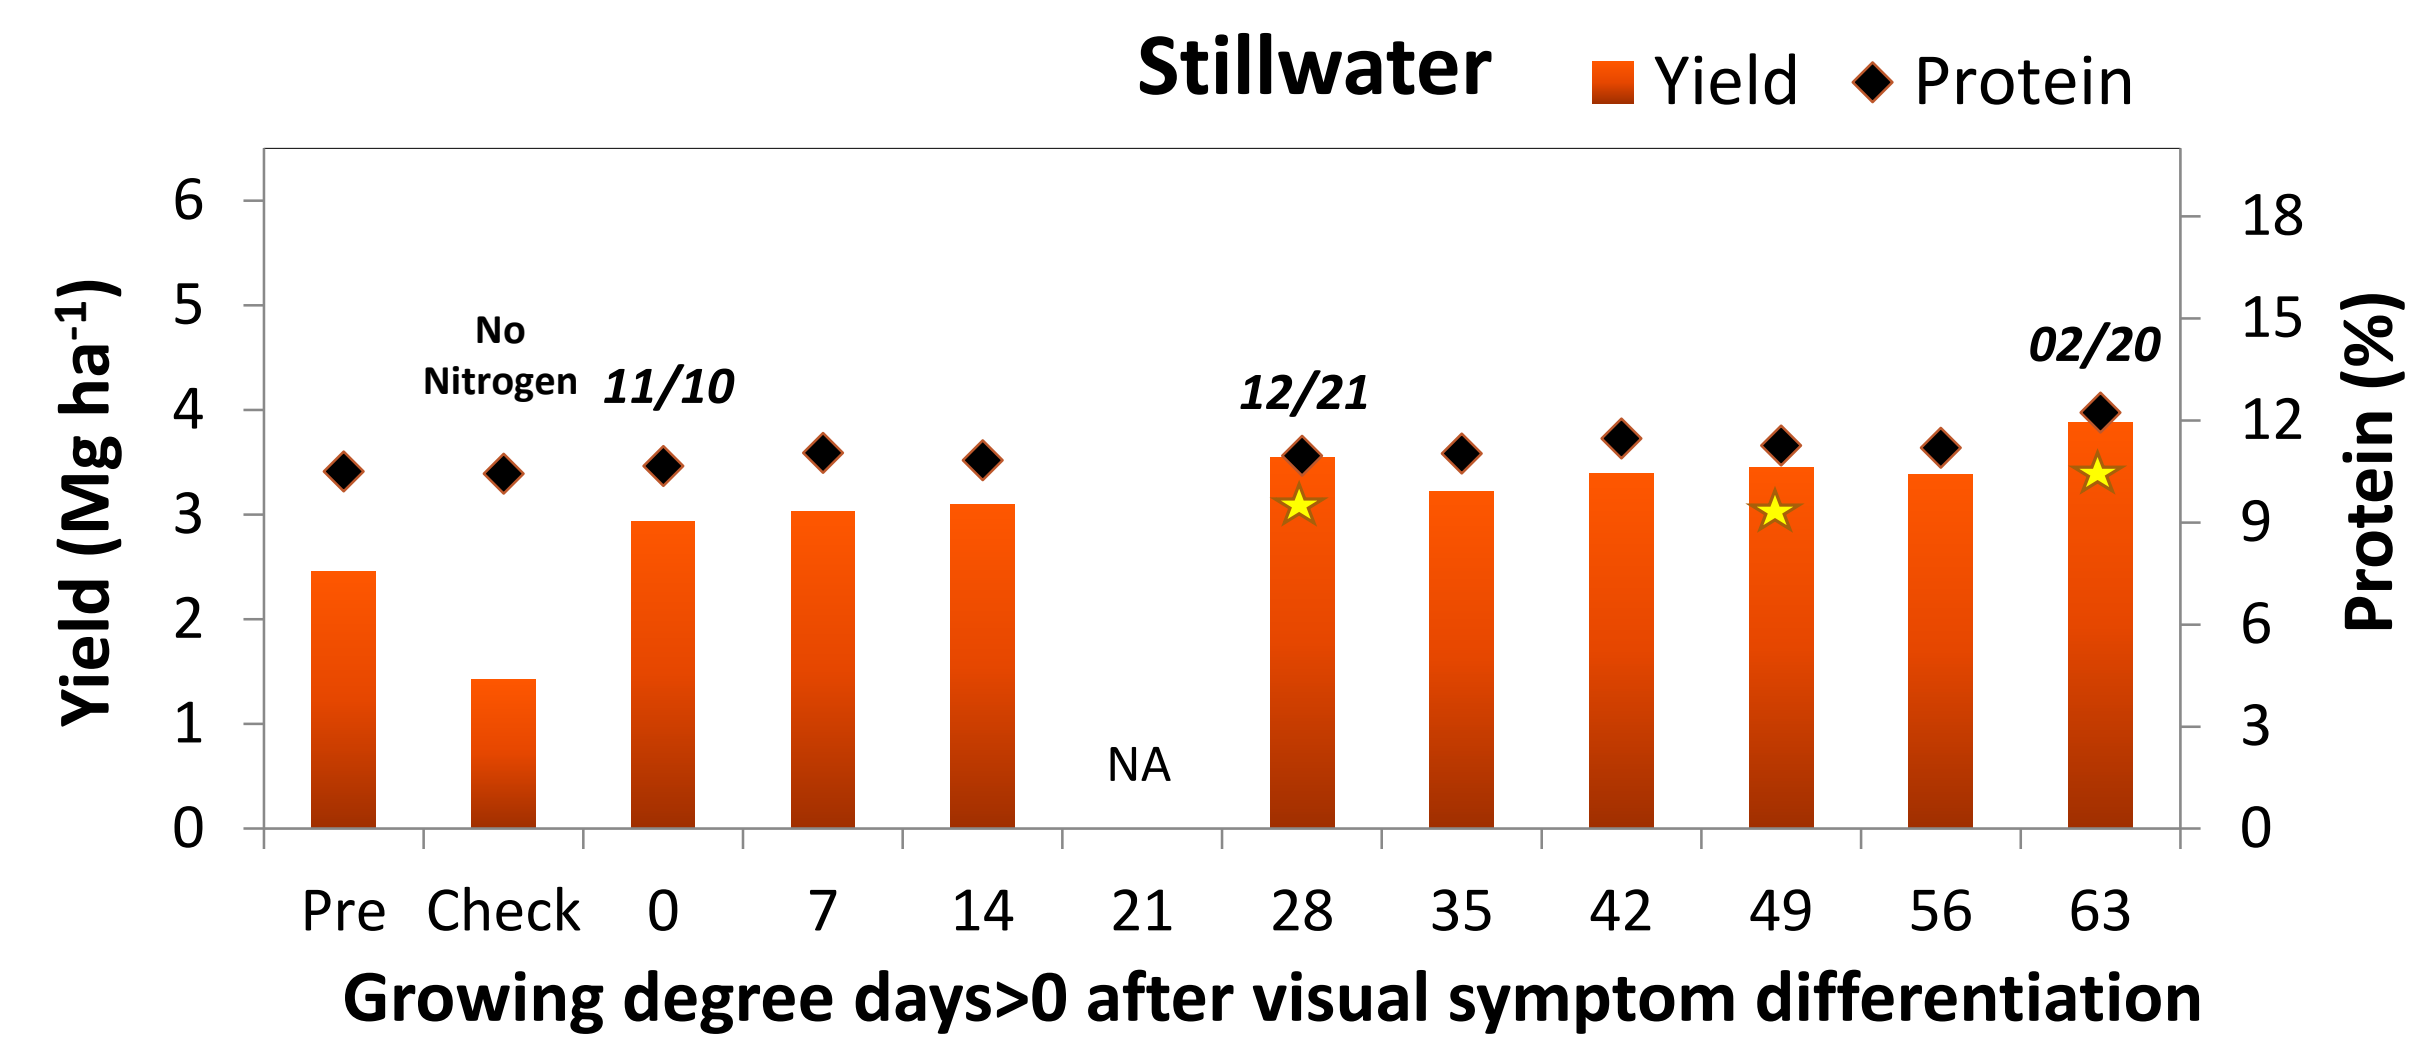 Stillwater
Yield
Protein
Yield (Mg ha-1)
6
5
4
3
2
1
0
No
Nitrogen
11/10
12/21
02/20
NA
18
15
12
9
6
3
0
Protein (%)
Pre Check 0 7 14 21 28 35 42 49 56 63
Growing degree days>0 after visual symptom differentiation